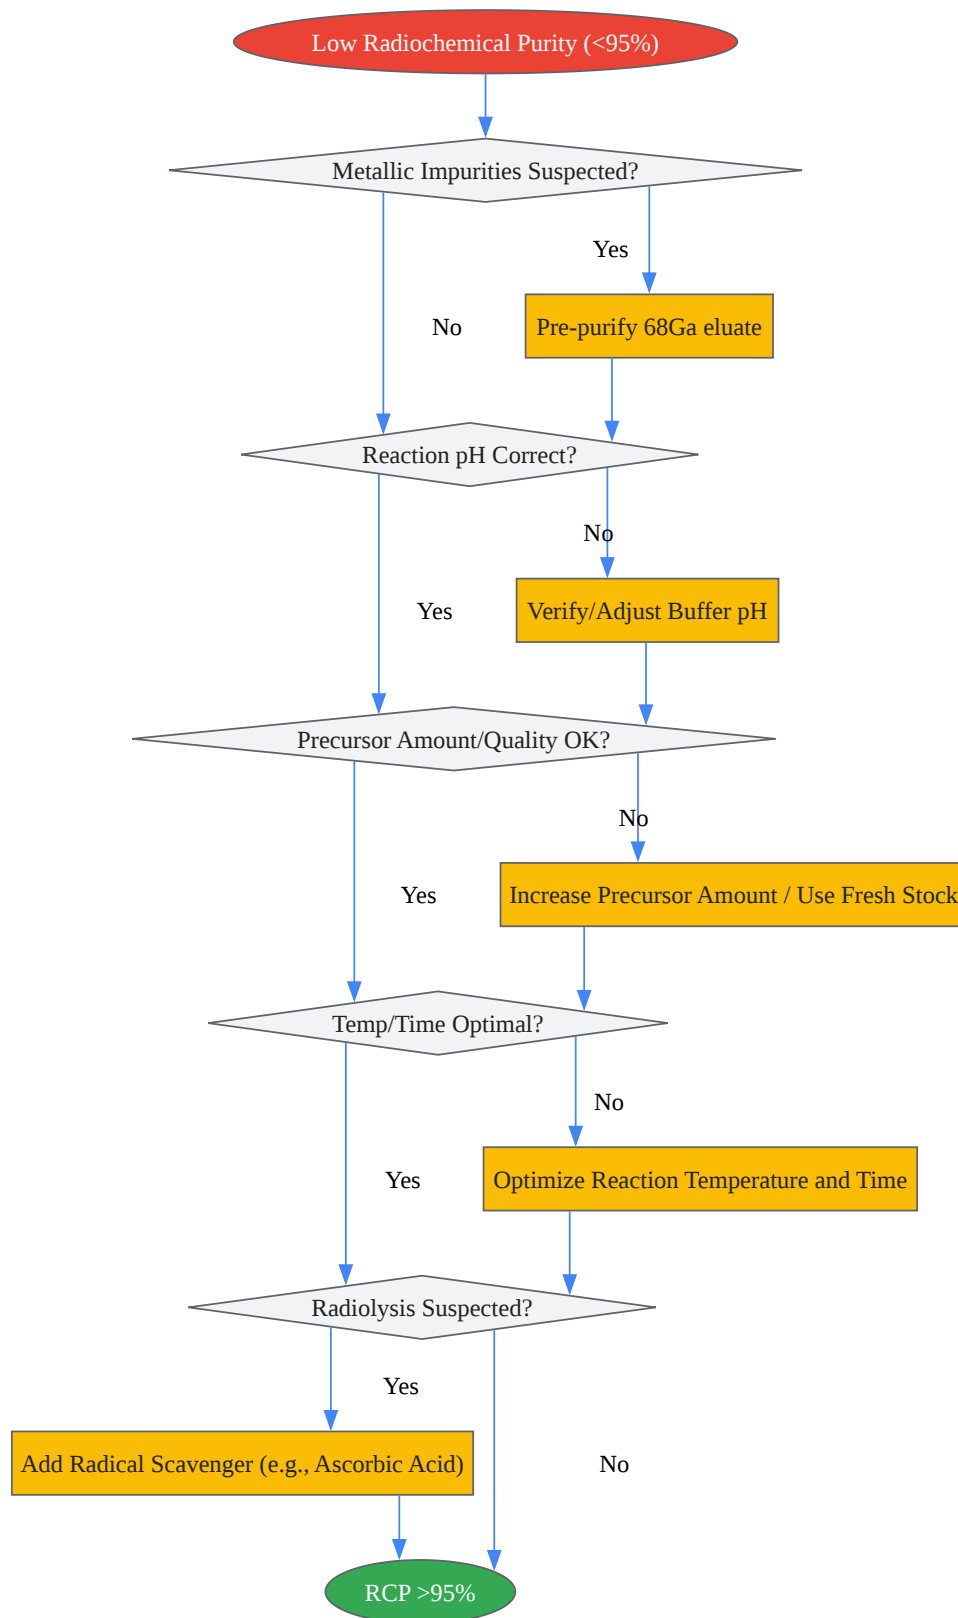 Low Radiochemical Purity (<95%)
Metallic Impurities Suspected?
Yes
Pre-purify 68Ga eluate
No
Reaction pH Correct?
No
Verify/Adjust Buffer pH
Yes
Precursor Amount/Quality OK?
No
Increase Precursor Amount / Use Fresh Stock
Yes
Temp/Time Optimal?
No
Optimize Reaction Temperature and Time
Yes
Radiolysis Suspected?
Yes
Add Radical Scavenger (e.g., Ascorbic Acid)
No
RCP >95%